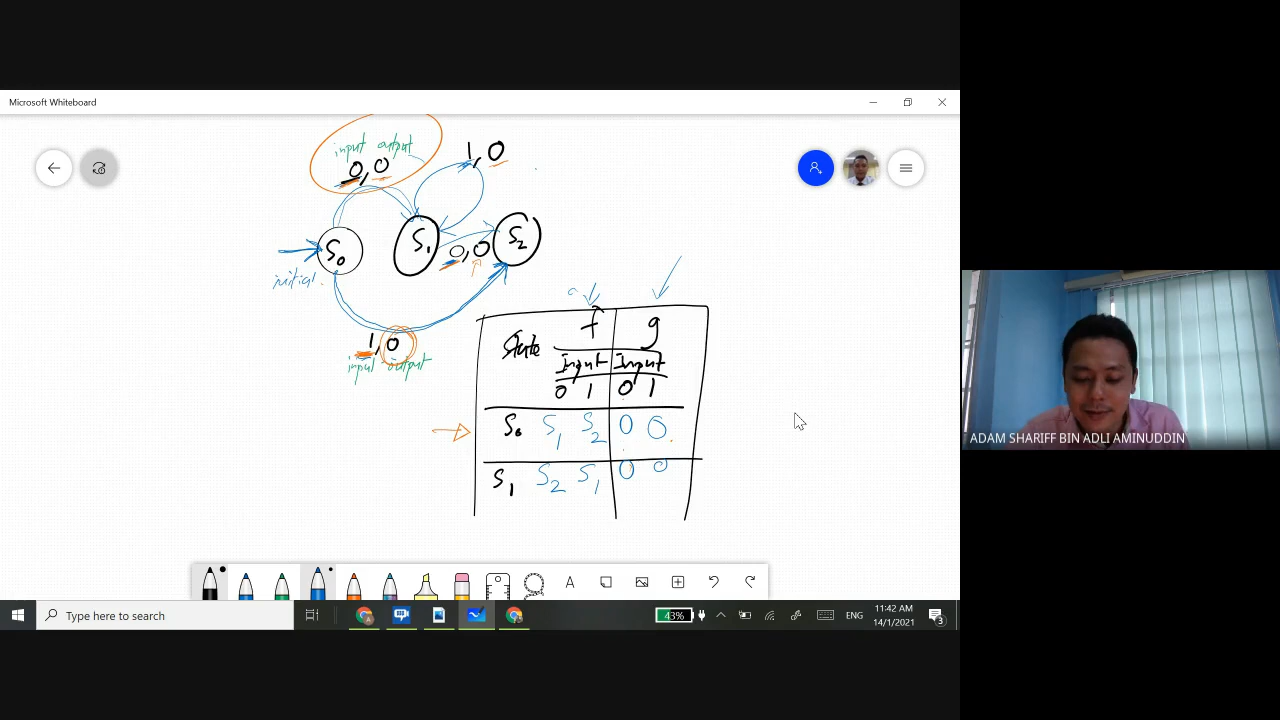 Microsoft Whiteboard
input output
0,0
1,0
S0
S1
0,0
S2
initial
1,0
input output
State f g
Input Input
0 1 0 1
S0 S1 S2 0 0
S1 S2 S1 0 0
ADAM SHARIFF BIN ADLI AMINUDDIN
A
Type here to search
43%
ENG
11:42 AM
14/1/2021
3